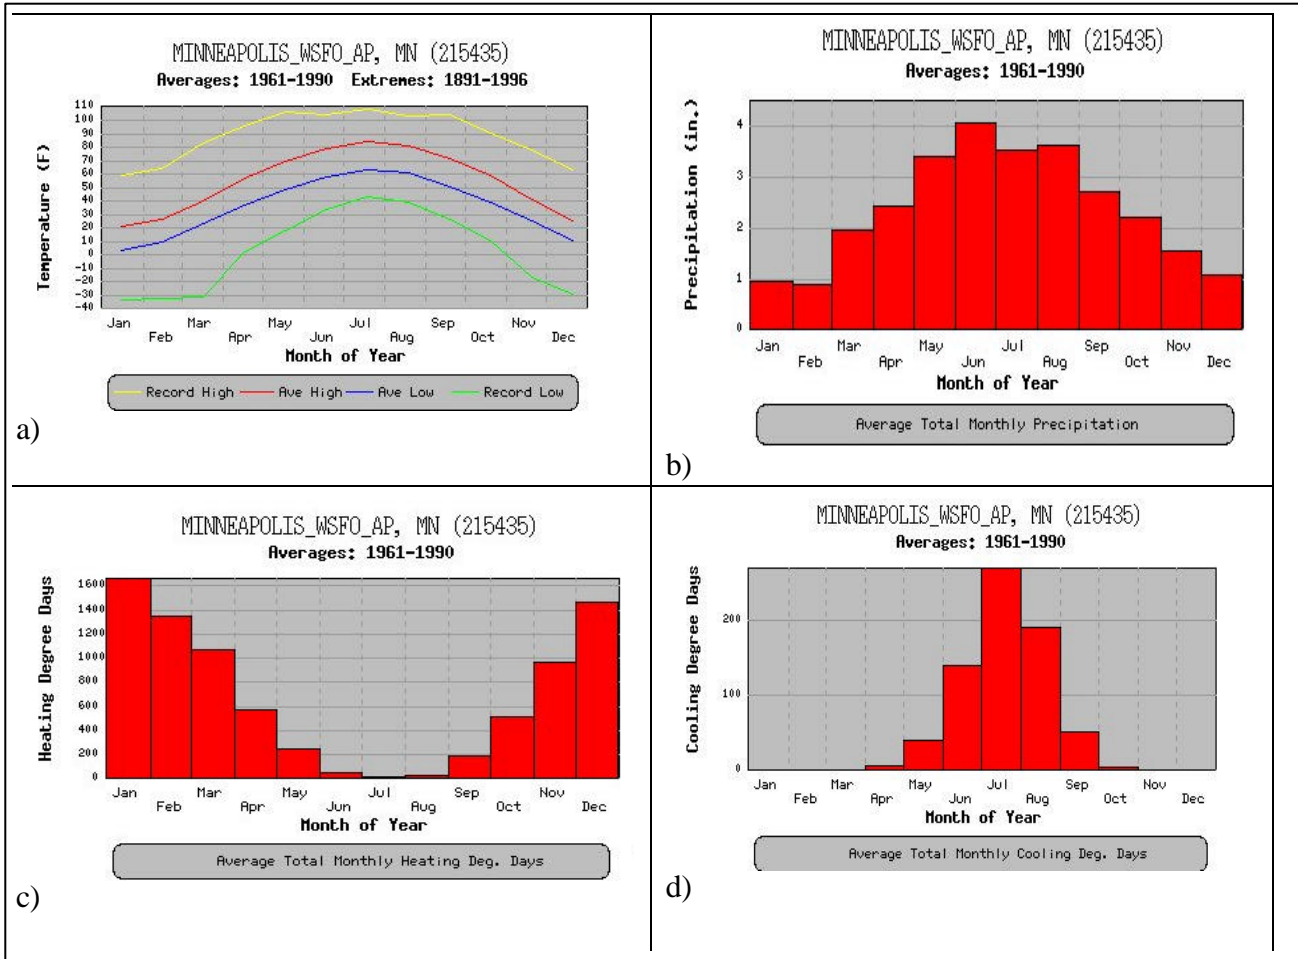 MINNEAPOLIS_WSFO_AP, MN (215435)
Averages: 1961-1990 Extremes: 1891-1996
Temperature (F)
110
100
90
80
70
60
50
40
30
20
10
0
-10
-20
-30
-40
Jan Feb Mar Apr May Jun Jul Aug Sep Oct Nov Dec
Month of Year
Record High Ave High Ave Low Record Low
a)
MINNEAPOLIS_WSFO_AP, MN (215435)
Averages: 1961-1990
Precipitation (in.)
4
3
2
1
0
Jan Feb Mar Apr May Jun Jul Aug Sep Oct Nov Dec
Month of Year
Average Total Monthly Precipitation
b)
MINNEAPOLIS_WSFO_AP, MN (215435)
Averages: 1961-1990
Heating Degree Days
1600
1400
1200
1000
800
600
400
200
0
Jan Feb Mar Apr May Jun Jul Aug Sep Oct Nov Dec
Month of Year
Average Total Monthly Heating Deg. Days
c)
MINNEAPOLIS_WSFO_AP, MN (215435)
Averages: 1961-1990
Cooling Degree Days
200
100
0
Jan Feb Mar Apr May Jun Jul Aug Sep Oct Nov Dec
Month of Year
Average Total Monthly Cooling Deg. Days
d)